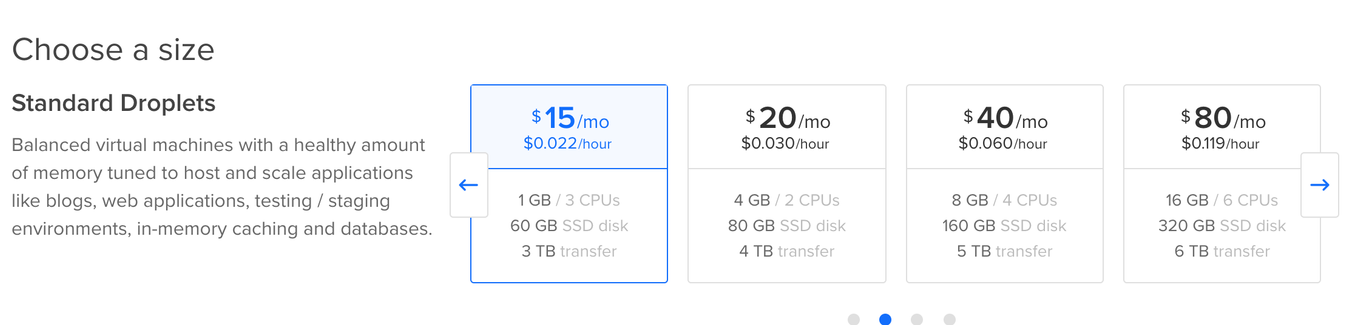 Choose a size
Standard Droplets
Balanced virtual machines with a healthy amount
of memory tuned to host and scale applications
like blogs, web applications, testing / staging
environments, in-memory caching and databases.
$15/mo
$0.022/hour
1 GB / 3 CPUs
60 GB SSD disk
3 TB transfer
$20/mo
$0.030/hour
4 GB / 2 CPUs
80 GB SSD disk
4 TB transfer
$40/mo
$0.060/hour
8 GB / 4 CPUs
160 GB SSD disk
5 TB transfer
$80/mo
$0.119/hour
16 GB / 6 CPUs
320 GB SSD disk
6 TB transfer